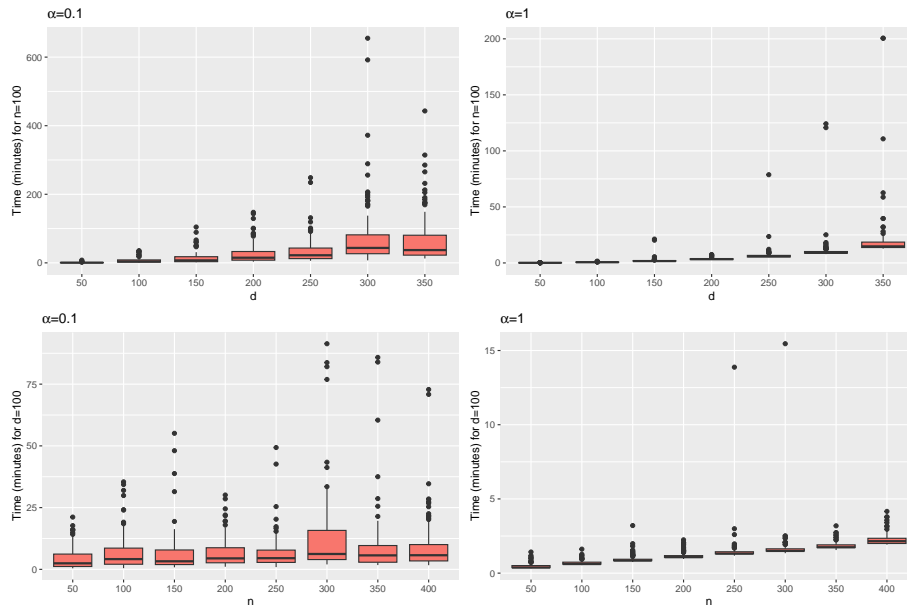 α=0.1
Time (minutes) for n=100
600
400
200
0
50 100 150 200 250 300 350
d
α=1
Time (minutes) for n=100
200
150
100
50
0
50 100 150 200 250 300 350
d
α=0.1
Time (minutes) for d=100
75
50
25
0
50 100 150 200 250 300 350 400
n
α=1
Time (minutes) for d=100
15
10
5
0
50 100 150 200 250 300 350 400
n